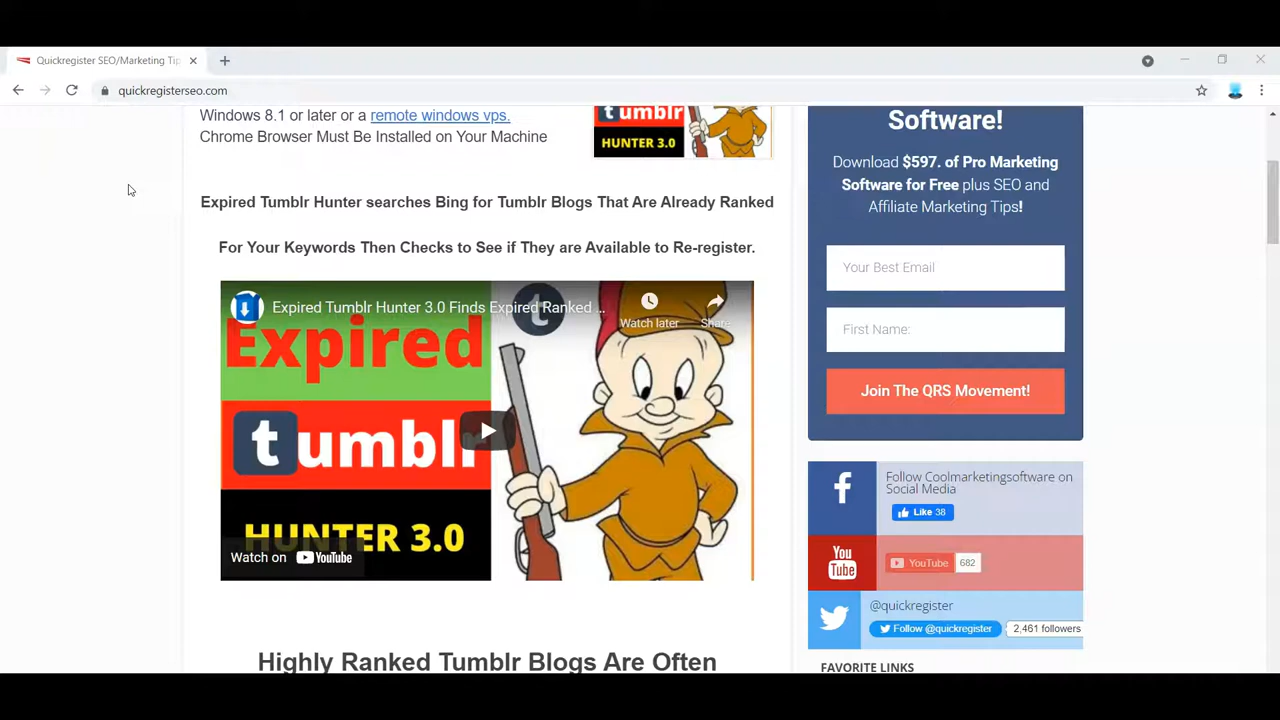 Quickregister SEO/Marketing Tip
quickregisterseo.com
Windows 8.1 or later or a remote windows vps.
Chrome Browser Must Be Installed on Your Machine
tumblr
HUNTER 3.0
Expired Tumblr Hunter searches Bing for Tumblr Blogs That Are Already Ranked
For Your Keywords Then Checks to See if They are Available to Re-register.
Expired Tumblr Hunter 3.0 Finds Expired Ranked ...
Watch later
Share
t
Expired
tumblr
HUNTER 3.0
Watch on YouTube
Highly Ranked Tumblr Blogs Are Often
Software!
Download $597. of Pro Marketing
Software for Free plus SEO and
Affiliate Marketing Tips!
Your Best Email
First Name:
Join The QRS Movement!
f
Follow Coolmarketingsoftware on
Social Media
Like 38
You
Tube
YouTube 682
@quickregister
Follow @quickregister 2,461 followers
FAVORITE LINKS